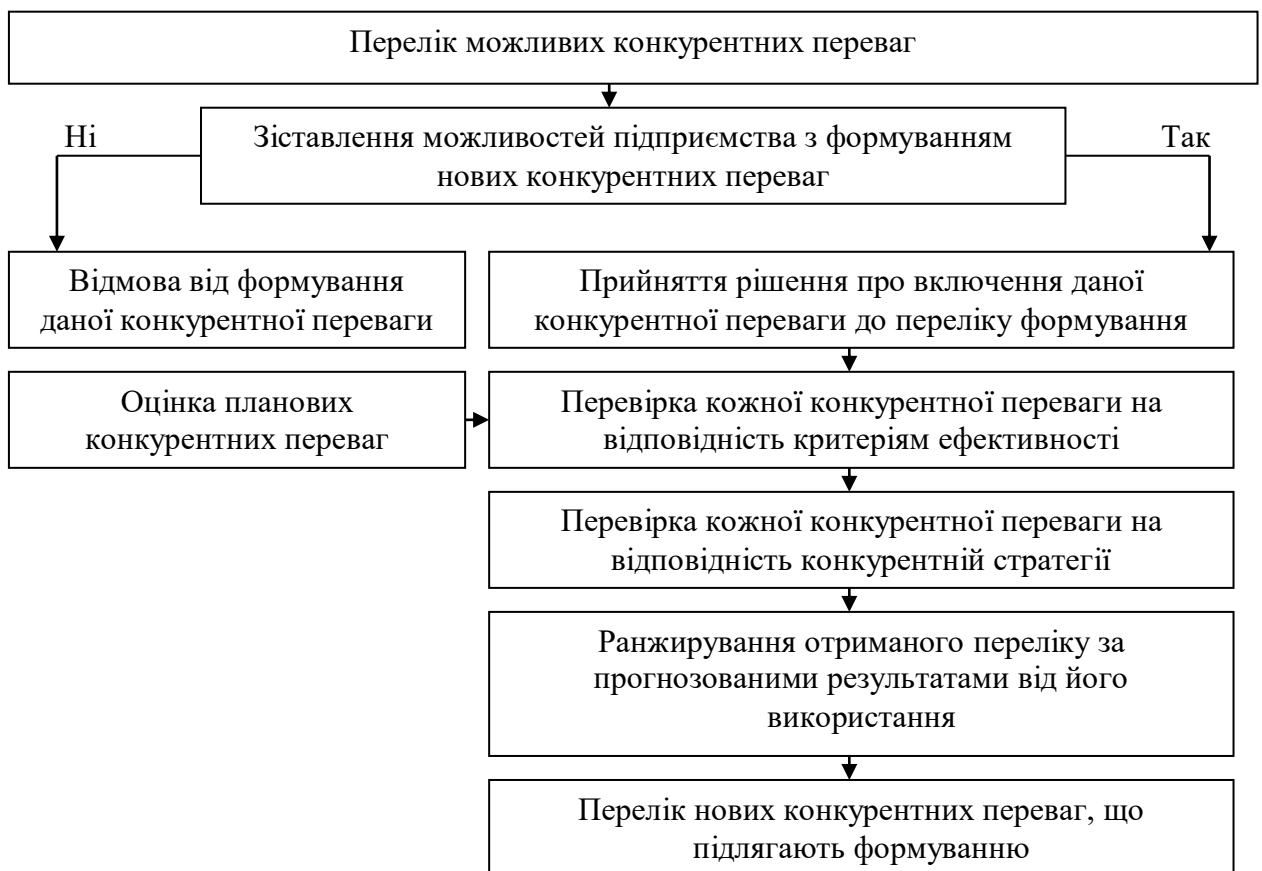 Перелік можливих конкурентних переваг
Ні
Зіставлення можливостей підприємства з формуванням
нових конкурентних переваг
Так
Відмова від формування
даної конкурентної переваги
Прийняття рішення про включення даної
конкурентної переваги до переліку формування
Оцінка планових
конкурентних переваг
Перевірка кожної конкурентної переваги на
відповідність критеріям ефективності
Перевірка кожної конкурентної переваги на
відповідність конкурентній стратегії
Ранжирування отриманого переліку за
прогнозованими результатами від його
використання
Перелік нових конкурентних переваг, що
підлягають формуванню